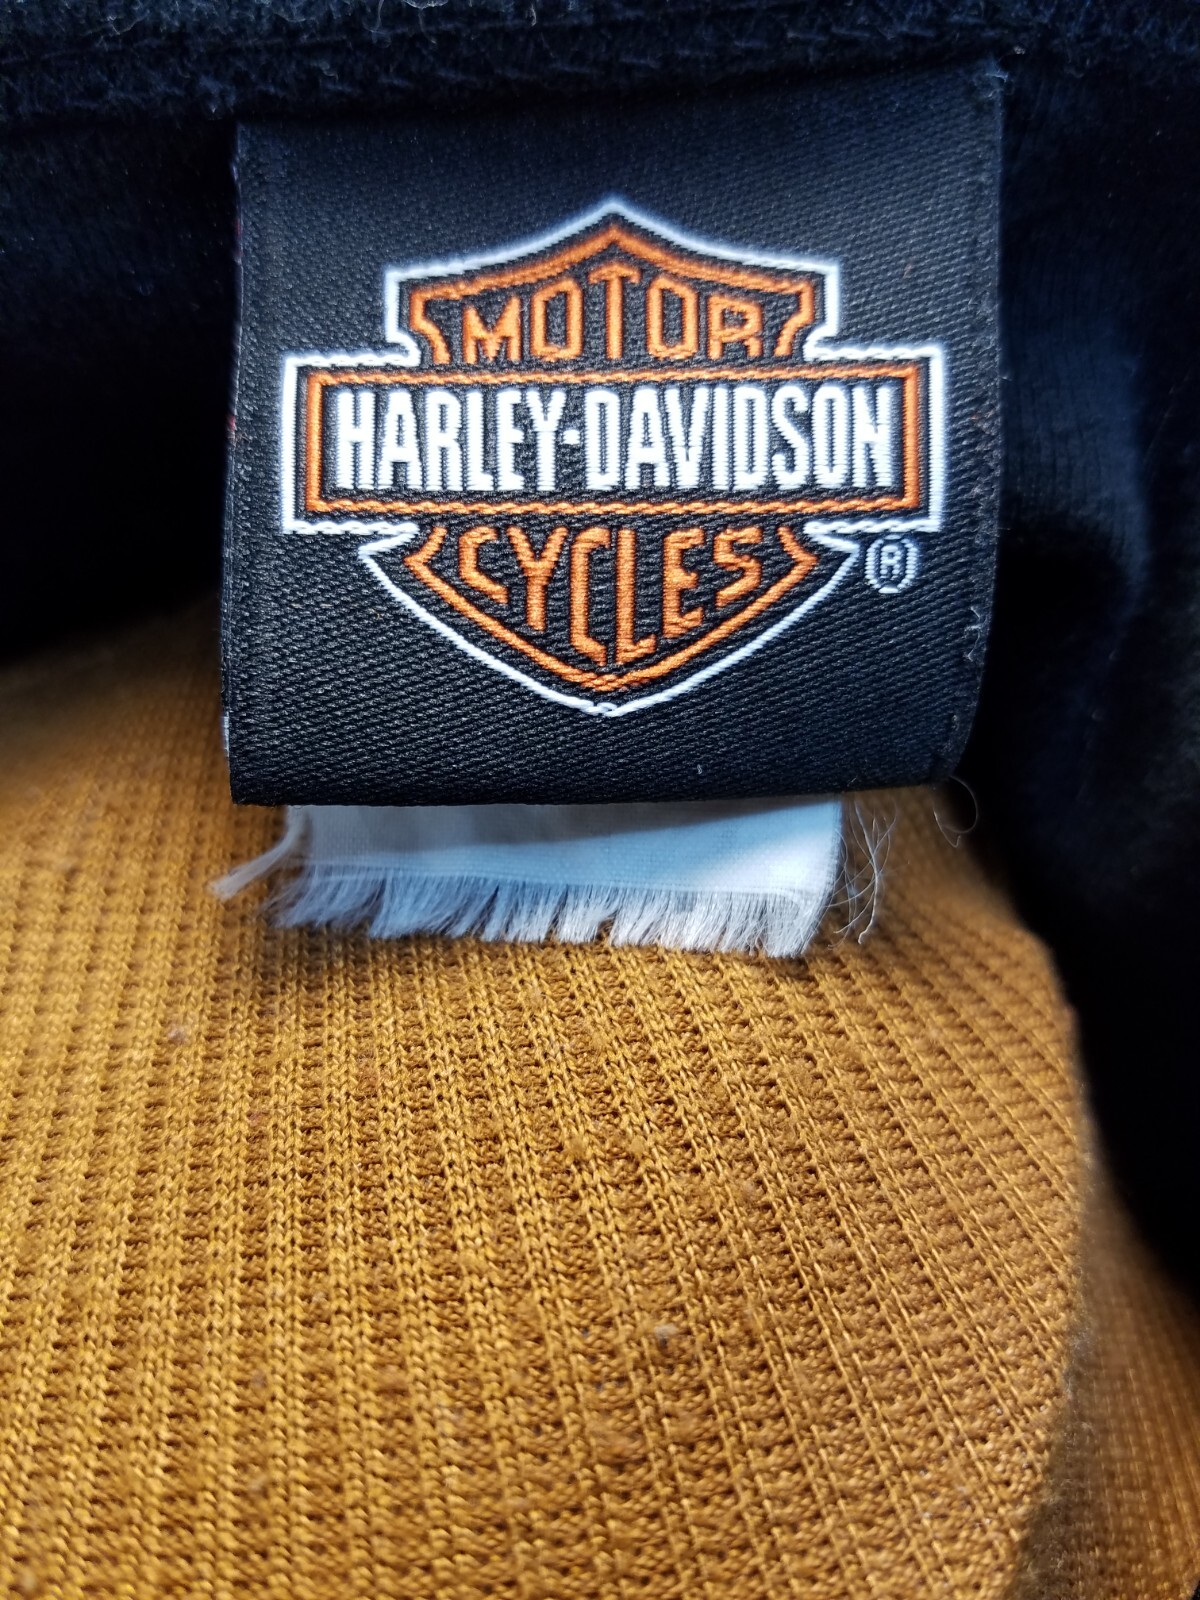 MOTOR
HARLEY-DAVIDSON
CYCLES
®